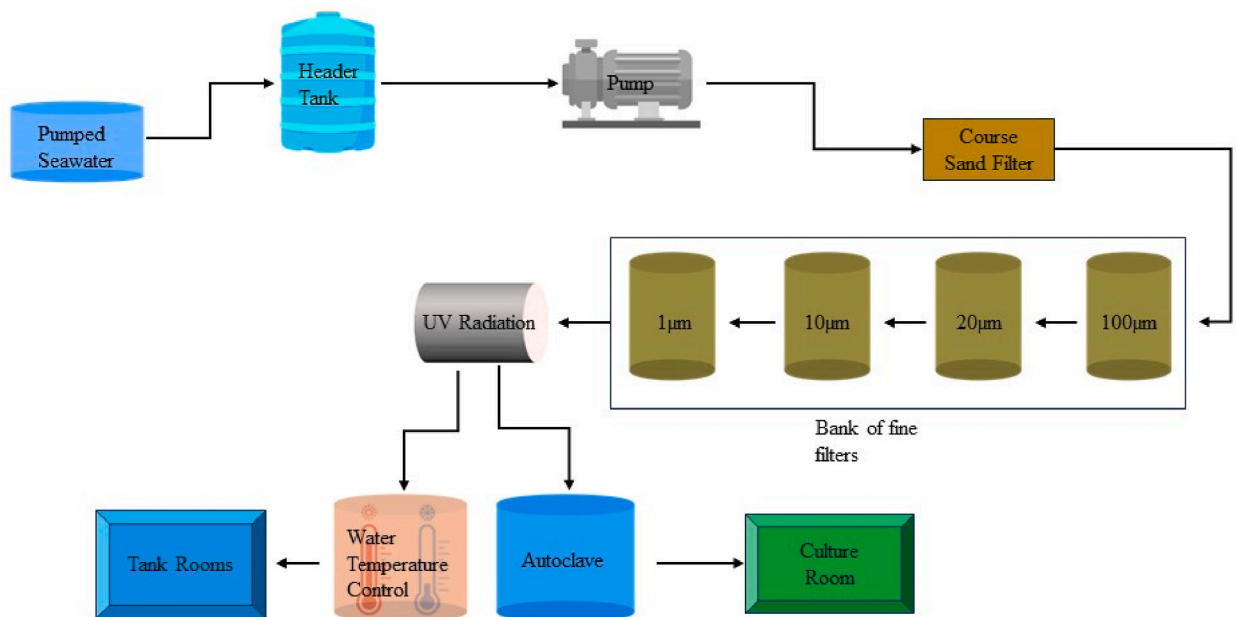 Header
Tank
Pump
Pumped
Seawater
Course
Sand Filter
UV Radiation
1μm
10μm
20μm
100μm
Bank of fine
filters
Tank Rooms
Water
Temperature
Control
Autoclave
Culture
Room